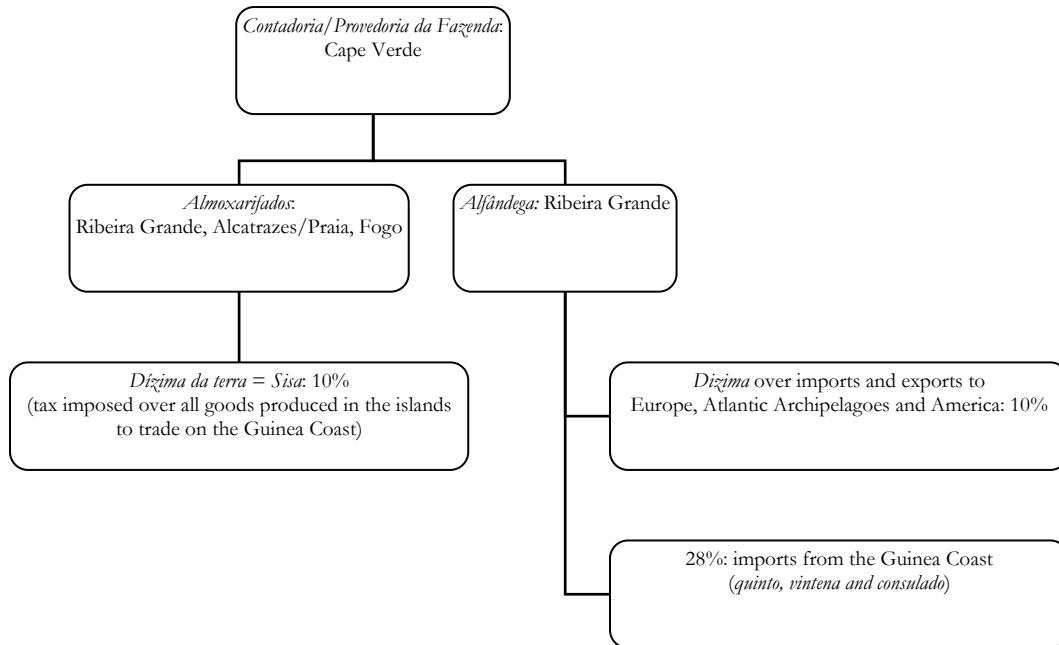 Contadoria/Provedoria da Fazenda:
Cape Verde
Almoxarifados:
Ribeira Grande, Alcatrazes/Praia, Fogo
Alfândega: Ribeira Grande
Dízima da terra = Sisa: 10%
(tax imposed over all goods produced in the islands
to trade on the Guinea Coast)
Dizima over imports and exports to
Europe, Atlantic Archipelagoes and America: 10%
28%: imports from the Guinea Coast
(quinto, vintena and consulado)